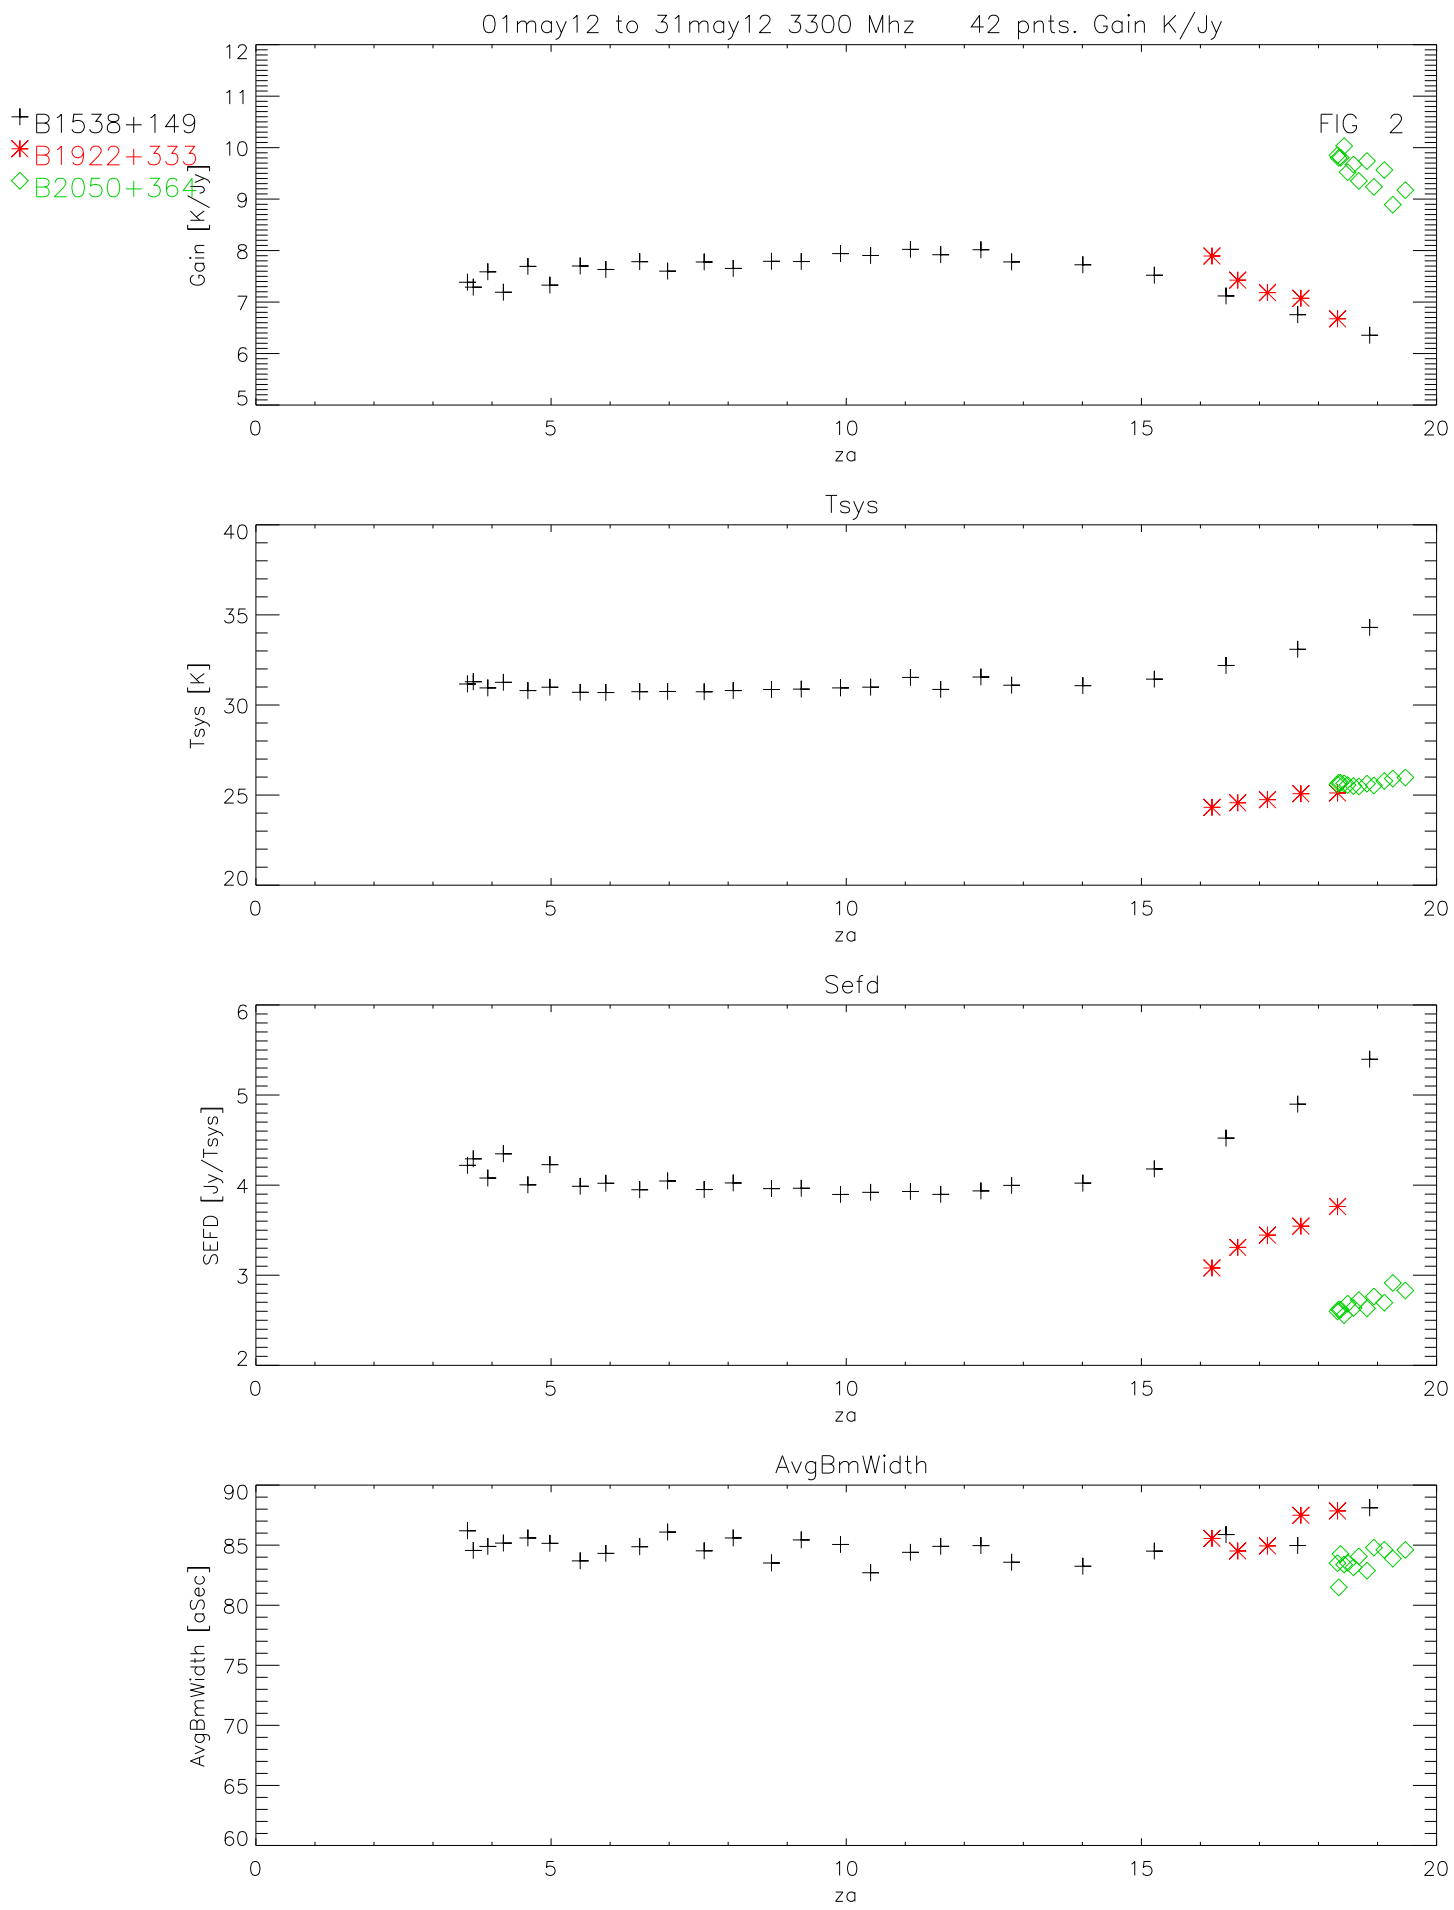 01may12 to 31may12 3300 Mhz 42 pnts. Gain K/Jy
+ B1538+149
B1922+333
B2050+364
FIG 2
Gain [K/Jy]
12
11
10
9
8
7
6
5
0 5 10 15 20
za
Tsys
Tsys [K]
40
35
30
25
20
0 5 10 15 20
za
Sefd
SEFD [Jy/Tsys]
6
5
4
3
2
0 5 10 15 20
za
AvgBmWidth
AvgBmWidth [aSec]
90
85
80
75
70
65
60
0 5 10 15 20
za